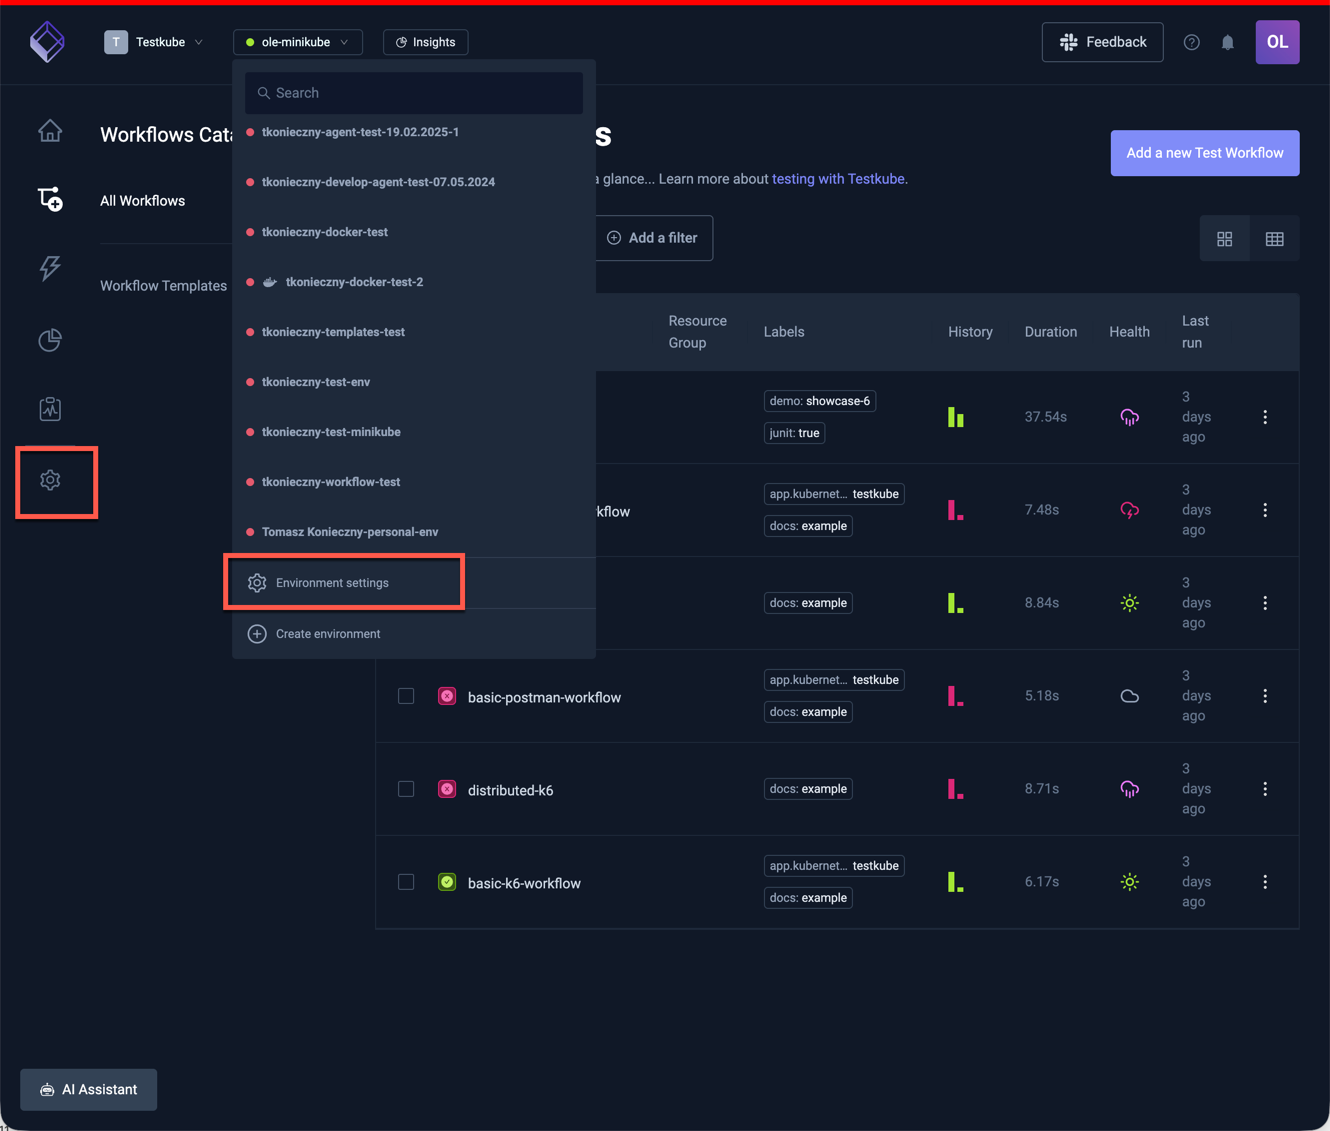 T Testkube
ole-minikube
Insights
Feedback
OL
Search
tkonieczny-agent-test-19.02.2025-1
tkonieczny-develop-agent-test-07.05.2024
tkonieczny-docker-test
tkonieczny-docker-test-2
tkonieczny-templates-test
tkonieczny-test-env
tkonieczny-test-minikube
tkonieczny-workflow-test
Tomasz Konieczny-personal-env
Environment settings
Create environment
Workflows Cata
All Workflows
Workflow Templates
s
Add a new Test Workflow
a glance... Learn more about testing with Testkube.
Add a filter
Resource Group
Labels
History
Duration
Health
Last run
demo: showcase-6
junit: true
37.54s
3 days ago
kflow
app.kubernet... testkube
docs: example
7.48s
3 days ago
docs: example
8.84s
3 days ago
basic-postman-workflow
app.kubernet... testkube
docs: example
5.18s
3 days ago
distributed-k6
docs: example
8.71s
3 days ago
basic-k6-workflow
app.kubernet... testkube
docs: example
6.17s
3 days ago
AI Assistant